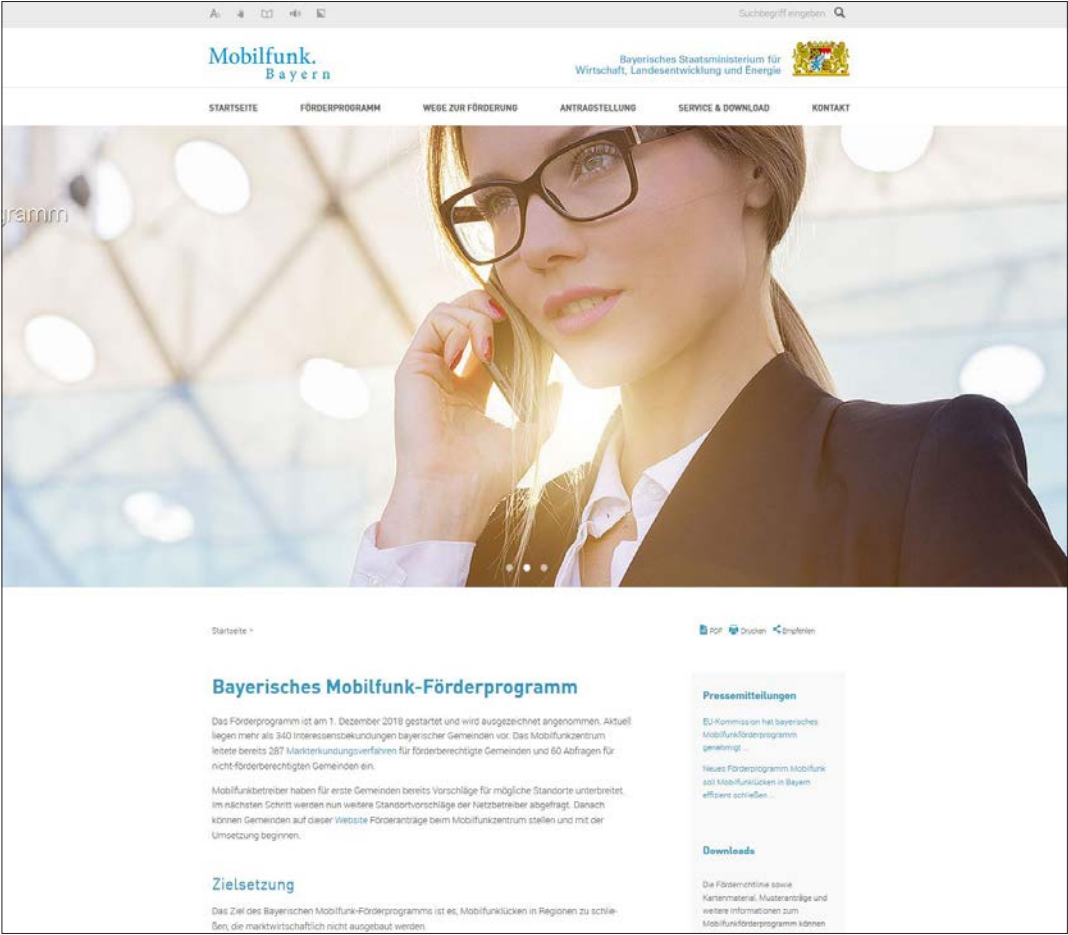 Suchbegriff eingeben
Mobilfunk.
Bayern
Bayerisches Staatsministerium für
Wirtschaft, Landesentwicklung und Energie
STARTSEITE FÖRDERPROGRAMM WEGE ZUR FÖRDERUNG ANTRAGSTELLUNG SERVICE & DOWNLOAD KONTAKT
gramm
Startseite >
PDF Drucken Empfehlen
Bayerisches Mobilfunk-Förderprogramm
Das Förderprogramm ist am 1. Dezember 2018 gestartet und wird ausgezeichnet angenommen. Aktuell
liegen mehr als 340 Interessensbekundungen bayerischer Gemeinden vor. Das Mobilfunkzentrum
leitete bereits 287 Markterkundungsverfahren für förderberechtigte Gemeinden und 60 Abfragen für
nicht-förderberechtigten Gemeinden ein.
Mobilfunkbetreiber haben für erste Gemeinden bereits Vorschläge für mögliche Standorte unterbreitet.
Im nächsten Schritt werden nun weitere Standortvorschläge der Netzbetreiber abgefragt. Danach
können Gemeinden auf dieser Website Förderanträge beim Mobilfunkzentrum stellen und mit der
Umsetzung beginnen.
Zielsetzung
Das Ziel des Bayerischen Mobilfunk-Förderprogramms ist es, Mobilfunklücken in Regionen zu schlie-
ßen, die marktwirtschaftlich nicht ausgebaut werden.
Pressemitteilungen
EU-Kommission hat bayerisches
Mobilfunkförderprogramm
genehmigt ...
Neues Förderprogramm Mobilfunk
soll Mobilfunklücken in Bayern
effizient schließen ...
Downloads
Die Förderrichtlinie sowie
Kartenmaterial, Musteranträge und
weitere Informationen zum
Mobilfunkförderprogramm können